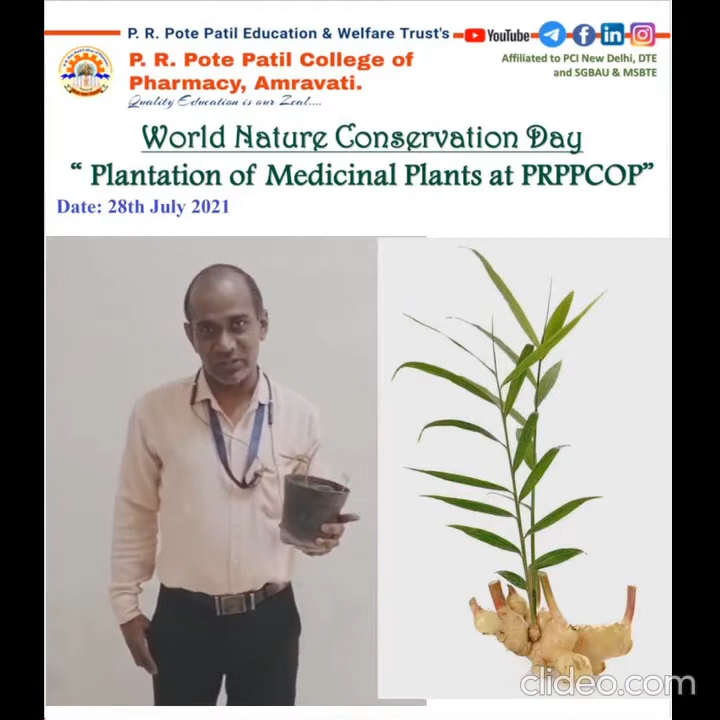 P. R. Pote Patil Education & Welfare Trust's
YouTube
P. R. Pote Patil College of
Pharmacy, Amravati.
Quality Education is our Zeal....
Affiliated to PCI New Delhi, DTE
and SGBAU & MSBTE
World Nature Conservation Day
“ Plantation of Medicinal Plants at PRPPCOP”
Date: 28th July 2021
clideo.com